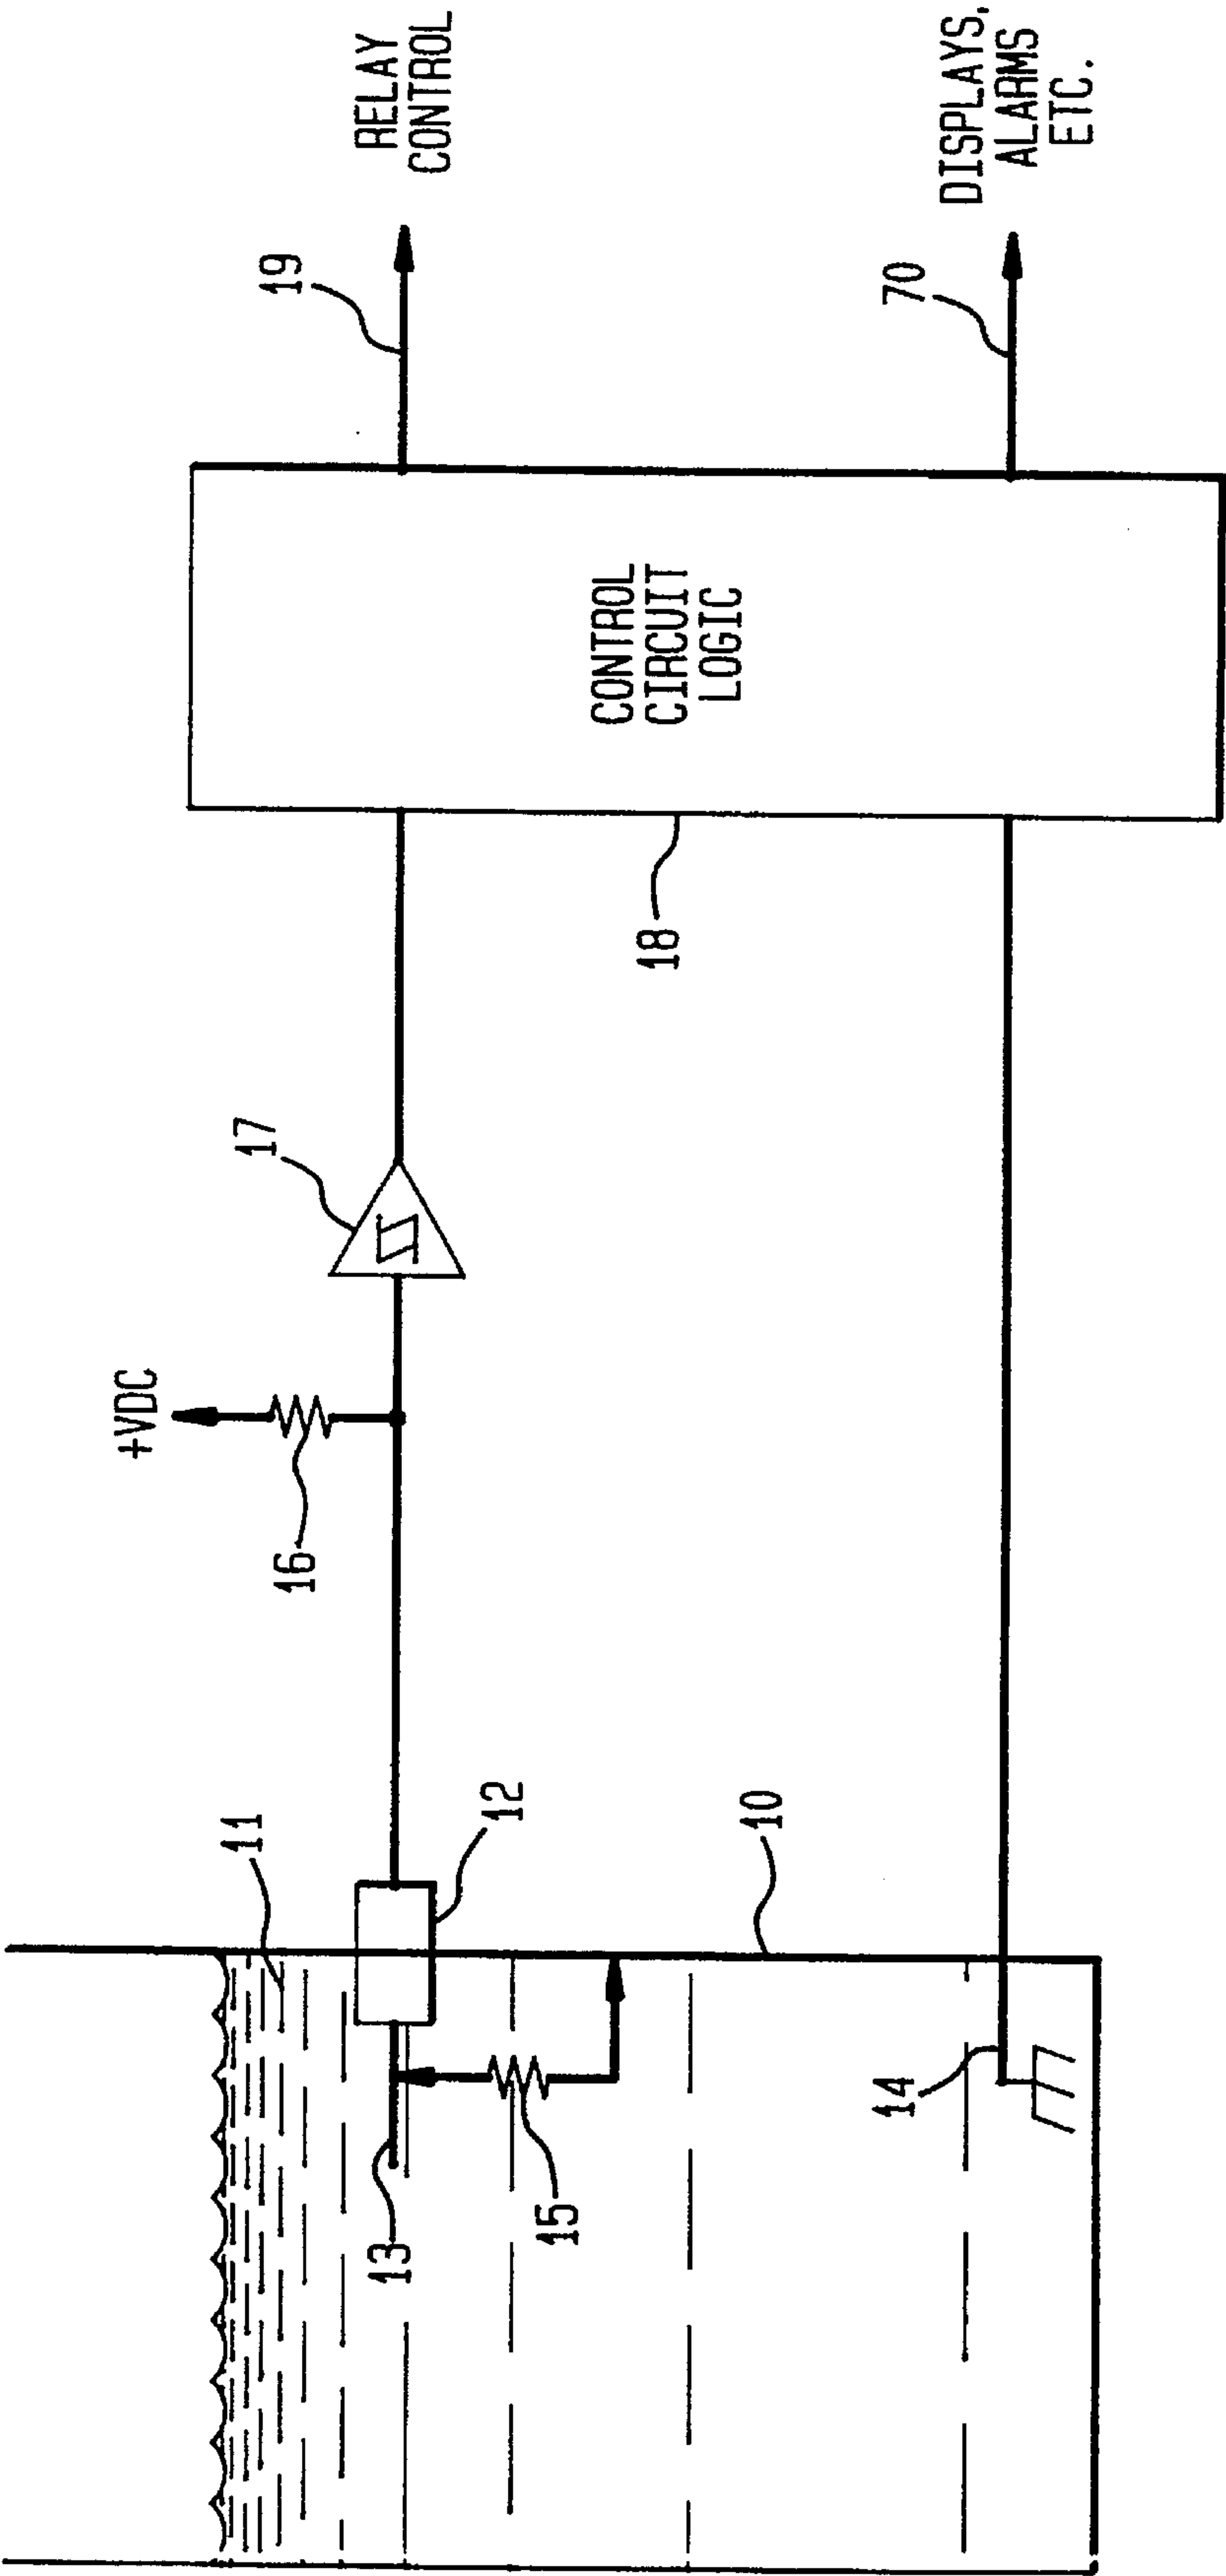 11
12
13
15
10
14
+VDC
16
17
CONTROL
CIRCUIT
LOGIC
18
19
RELAY
CONTROL
70
DISPLAYS,
ALARMS
ETC.